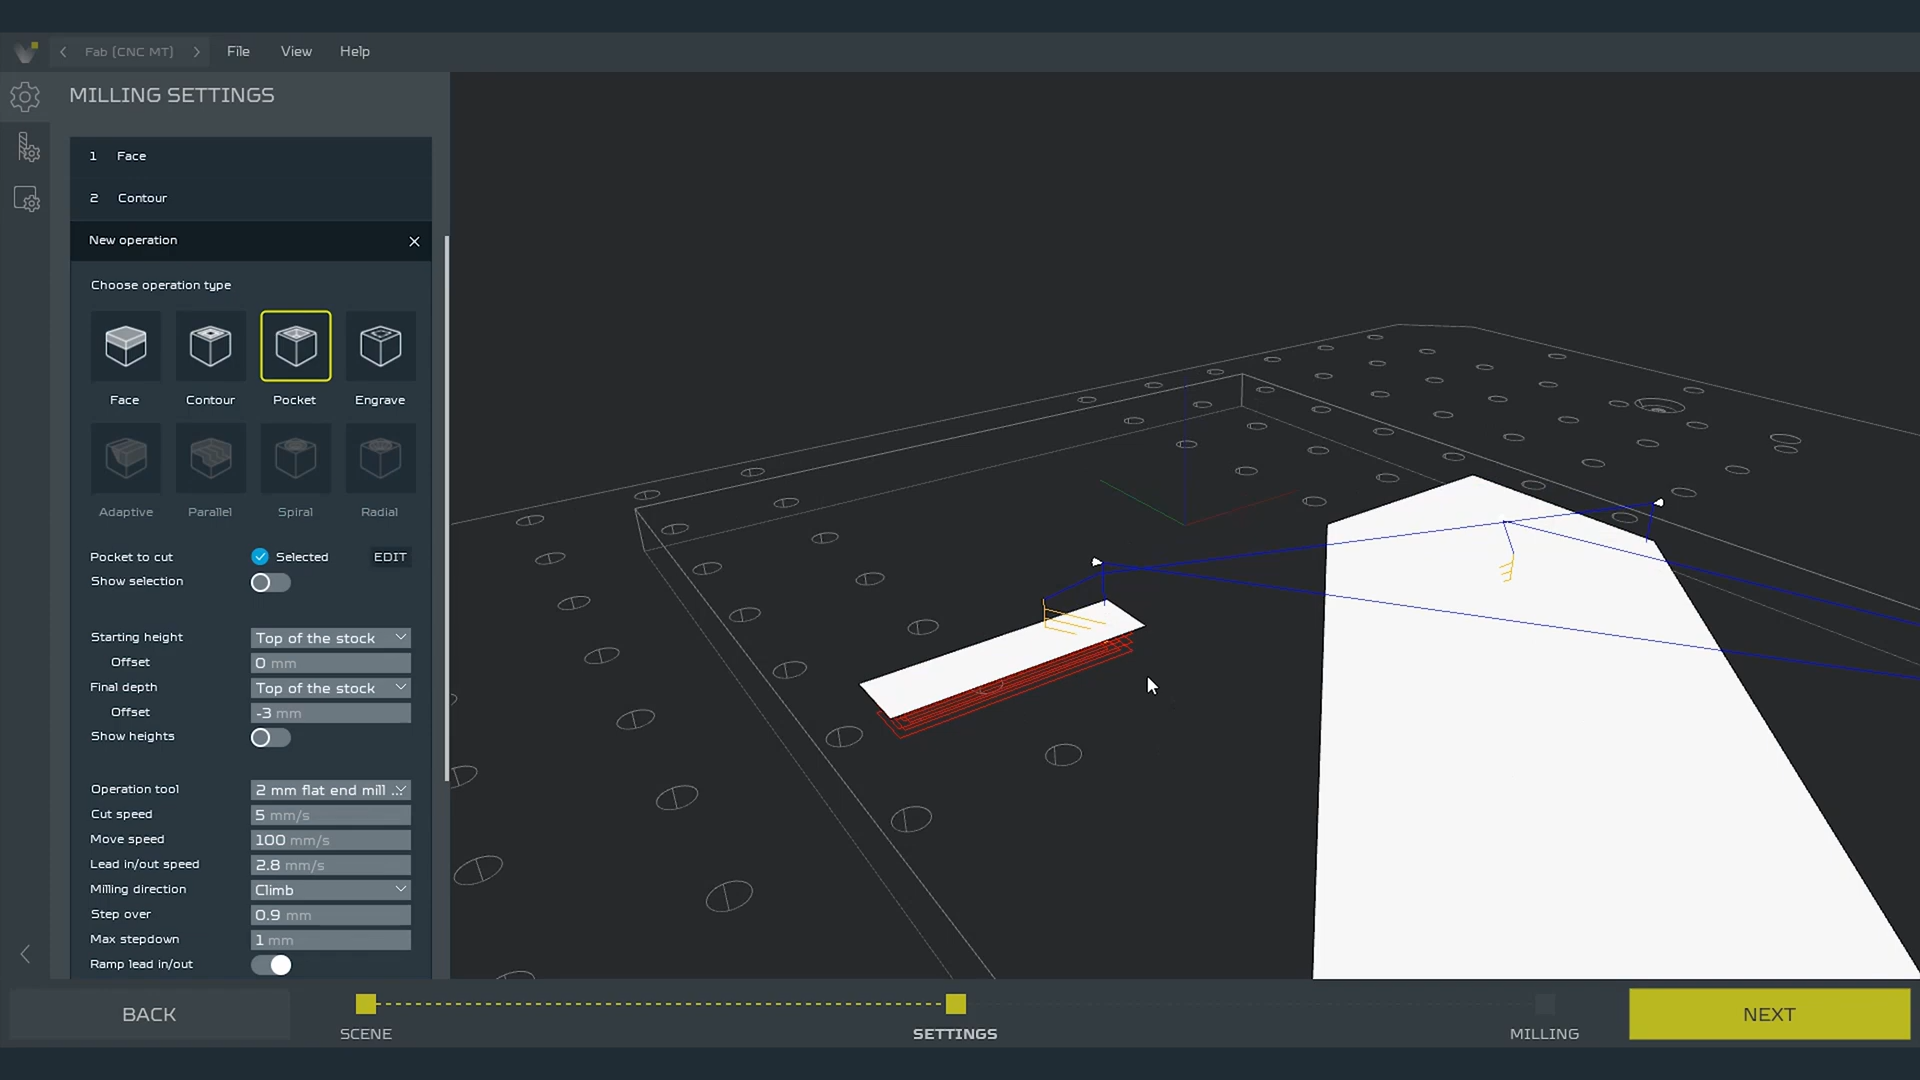 Fab (CNC MT) File View Help
MILLING SETTINGS
1 Face
2 Contour
New operation
Choose operation type
Face Contour Pocket Engrave
Adaptive Parallel Spiral Radial
Pocket to cut Selected EDIT
Show selection
Starting height Top of the stock
Offset 0 mm
Final depth Top of the stock
Offset -3 mm
Show heights
Operation tool 2 mm flat end mill ...
Cut speed 5 mm/s
Move speed 100 mm/s
Lead in/out speed 2.8 mm/s
Milling direction Climb
Step over 0.9 mm
Max stepdown 1 mm
Ramp lead in/out
BACK SCENE SETTINGS MILLING NEXT